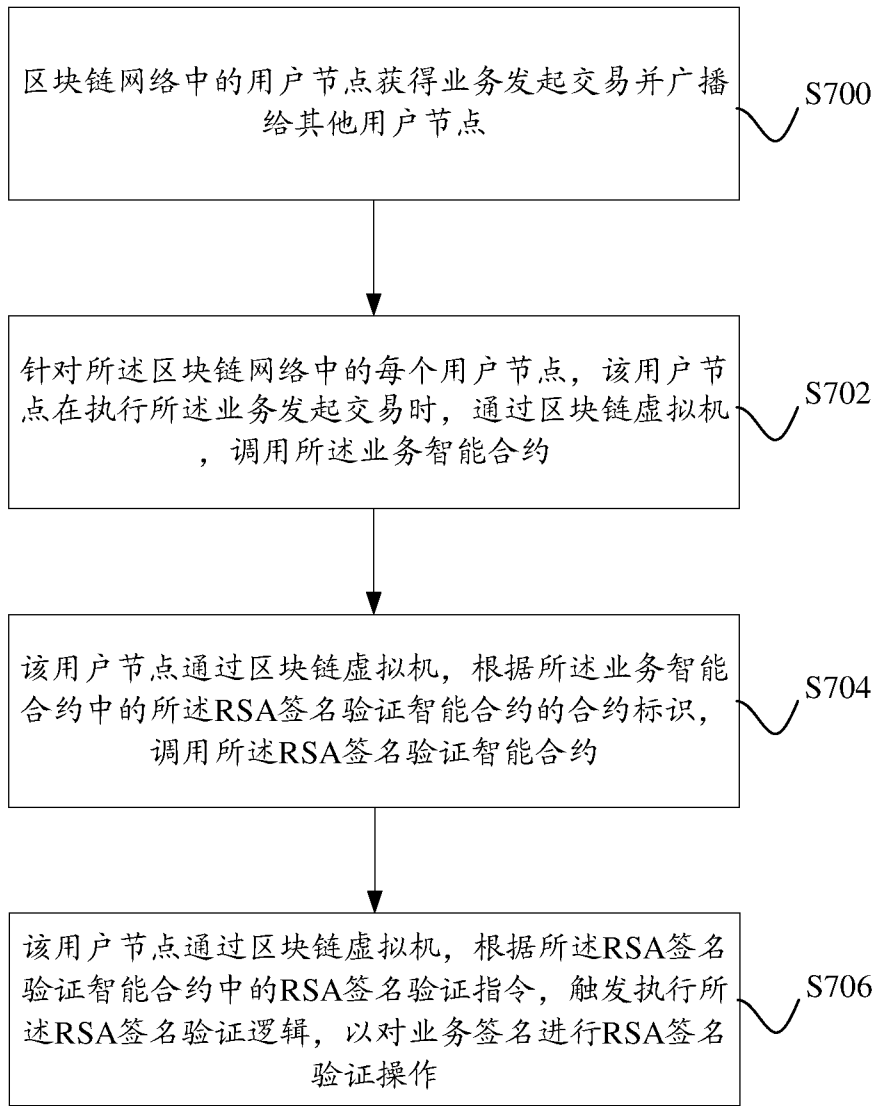 区块链网络中的用户节点获得业务发起交易并广播
给其他用户节点
S700
针对所述区块链网络中的每个用户节点，该用户节
点在执行所述业务发起交易时，通过区块链虚拟机
，调用所述业务智能合约
S702
该用户节点通过区块链虚拟机，根据所述业务智能
合约中的所述RSA签名验证智能合约的合约标识，
调用所述RSA签名验证智能合约
S704
该用户节点通过区块链虚拟机，根据所述RSA签名
验证智能合约中的RSA签名验证指令，触发执行所
述RSA签名验证逻辑，以对业务签名进行RSA签名
验证操作
S706